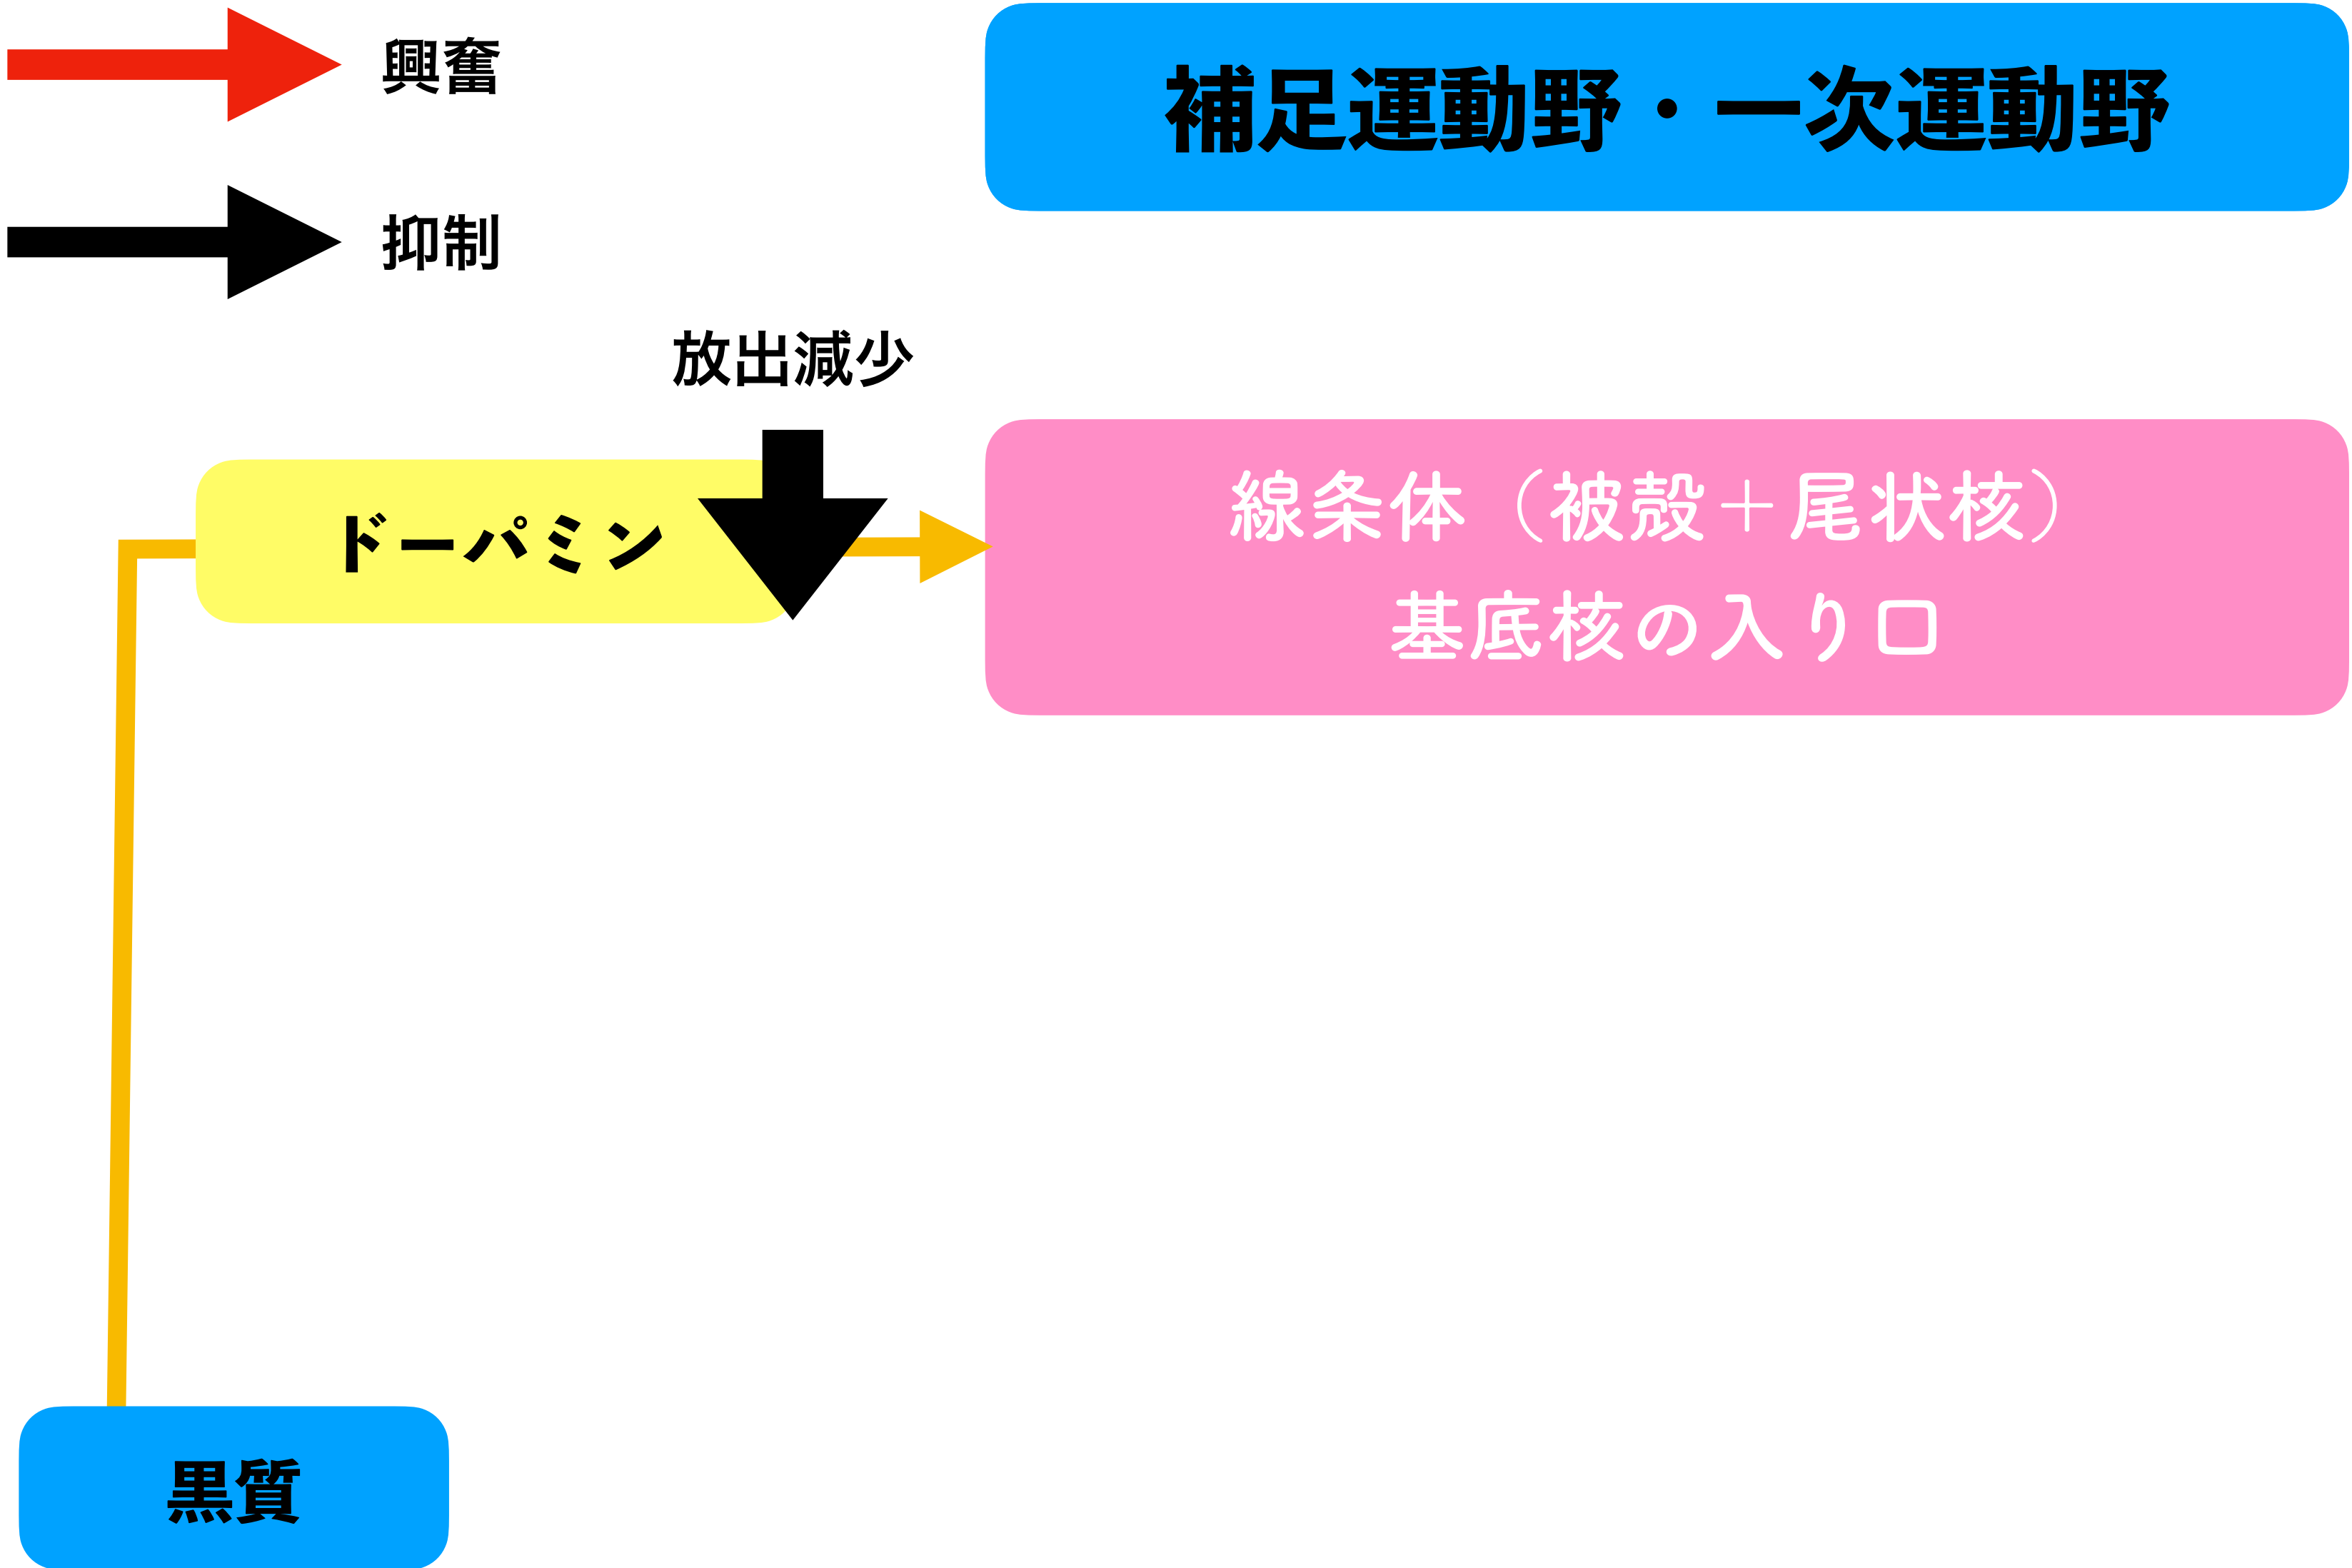 興奮
補足運動野・一次運動野
抑制
放出減少
ドーパミン
線条体（被殻＋尾状核）
基底核の入り口
黒質